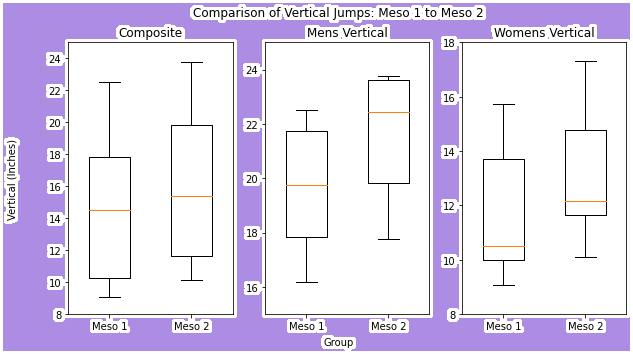 Comparison of Vertical Jumps: Meso 1 to Meso 2
Composite
Mens Vertical
Womens Vertical
Vertical (Inches)
24
22
20
18
16
14
12
10
8
Meso 1
Meso 2
24
22
20
18
16
Meso 1
Meso 2
18
16
14
12
10
8
Meso 1
Meso 2
Group